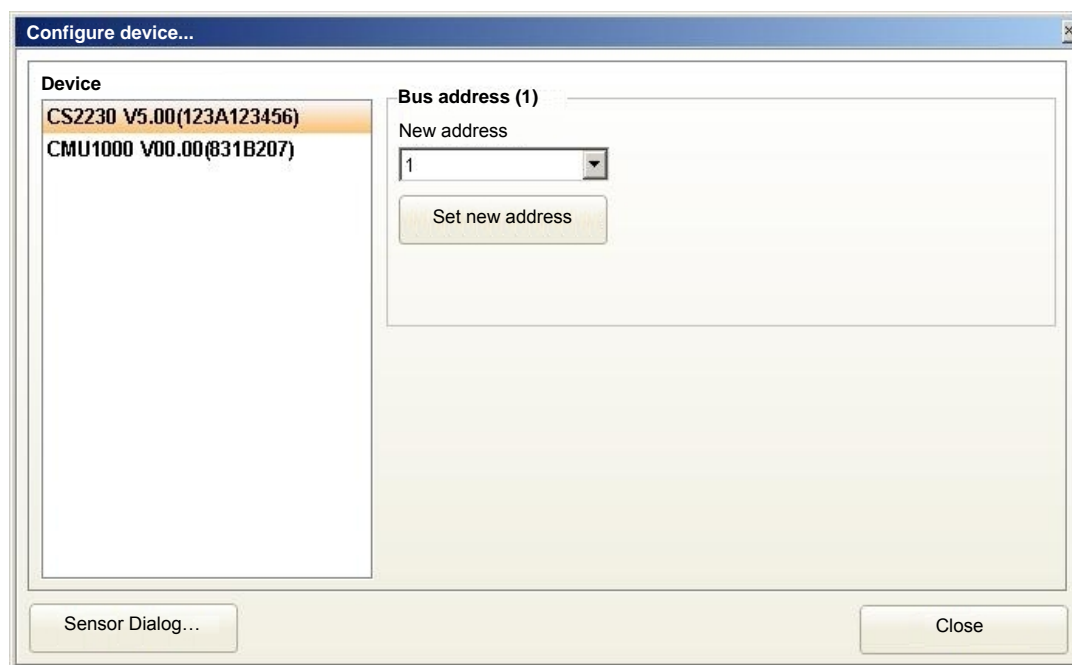 Configure device...
Device
CS2230 V5.00(123A123456)
CMU1000 V00.00(831B207)
Bus address (1)
New address
1
Set new address
Sensor Dialog…
Close